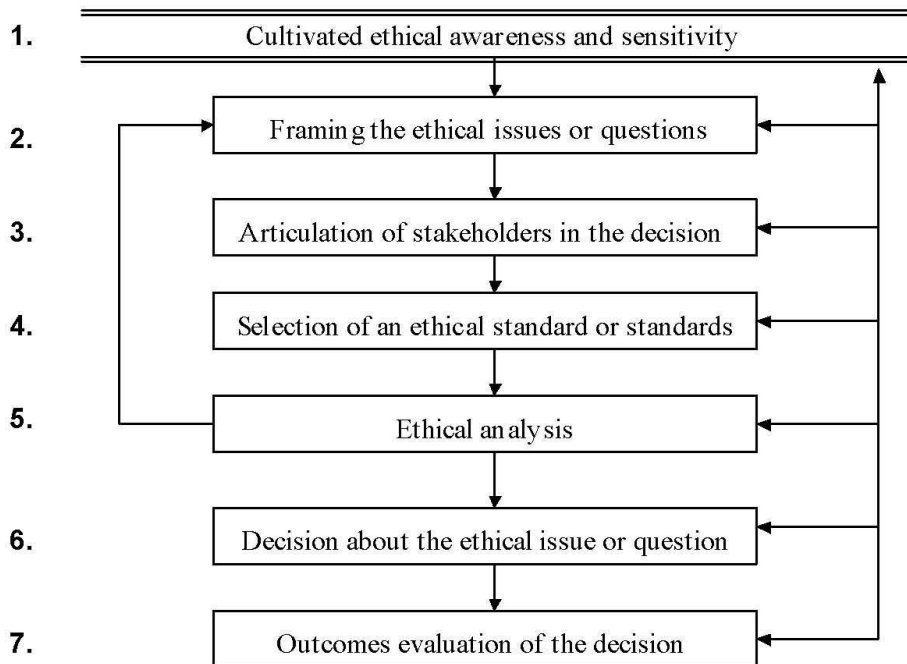 1. Cultivated ethical awareness and sensitivity
2. Framing the ethical issues or questions
3. Articulation of stakeholders in the decision
4. Selection of an ethical standard or standards
5. Ethical analysis
6. Decision about the ethical issue or question
7. Outcomes evaluation of the decision